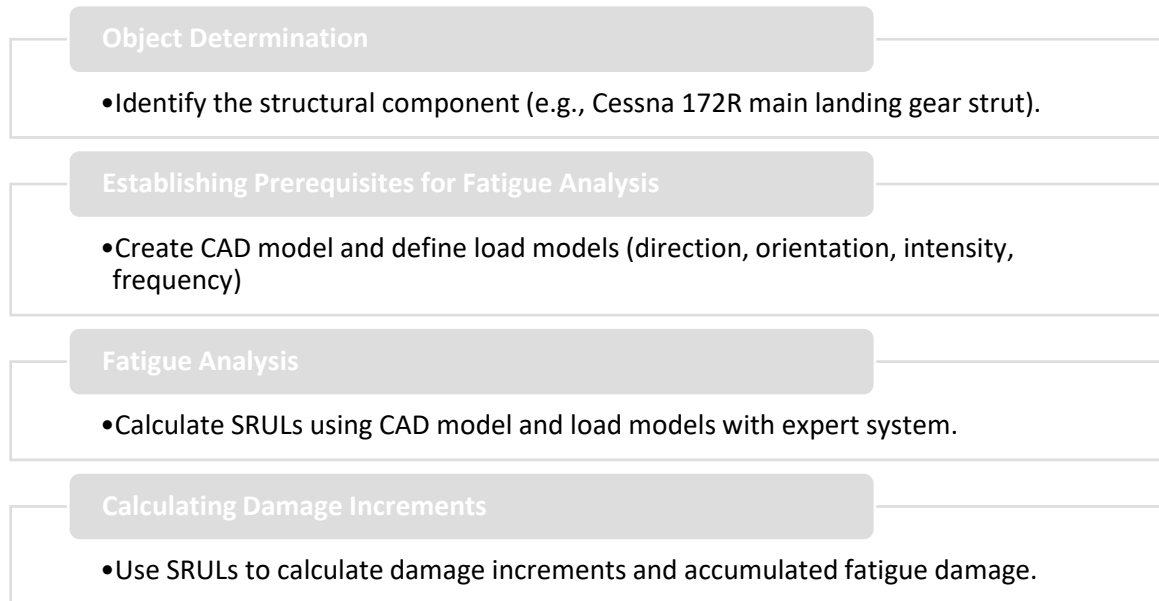 Object Determination
•Identify the structural component (e.g., Cessna 172R main landing gear strut).
Establishing Prerequisites for Fatigue Analysis
•Create CAD model and define load models (direction, orientation, intensity,
frequency)
Fatigue Analysis
•Calculate SRULs using CAD model and load models with expert system.
Calculating Damage Increments
•Use SRULs to calculate damage increments and accumulated fatigue damage.